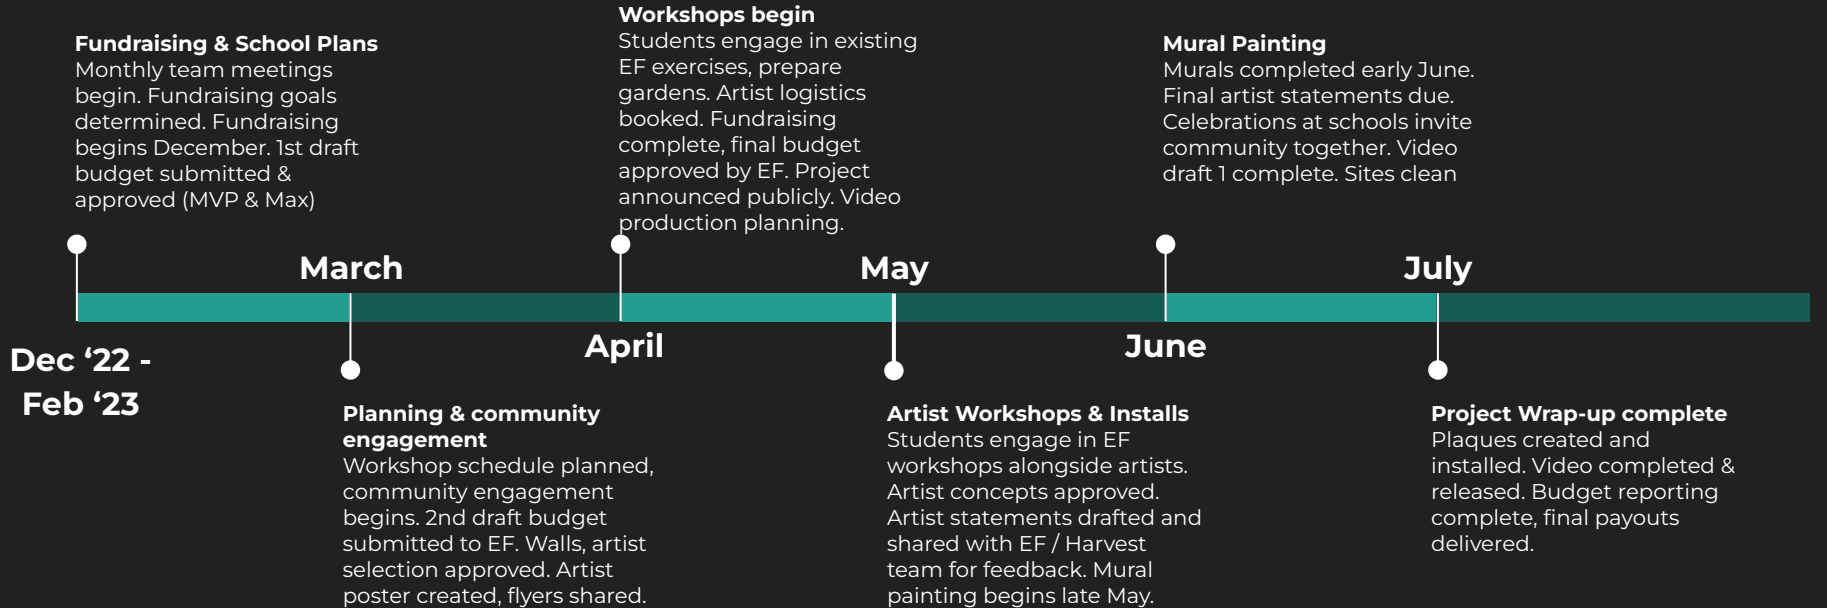 Fundraising & School Plans
Monthly team meetings
begin. Fundraising goals
determined. Fundraising
begins December. 1st draft
budget submitted &
approved (MVP & Max)
Workshops begin
Students engage in existing
EF exercises, prepare
gardens. Artist logistics
booked. Fundraising
complete, final budget
approved by EF. Project
announced publicly. Video
production planning.
Mural Painting
Murals completed early June.
Final artist statements due.
Celebrations at schools invite
community together. Video
draft 1 complete. Sites clean
March
May
July
Dec ‘22 -
Feb ‘23
April
June
Planning & community
engagement
Workshop schedule planned,
community engagement
begins. 2nd draft budget
submitted to EF. Walls, artist
selection approved. Artist
poster created, flyers shared.
Artist Workshops & Installs
Students engage in EF
workshops alongside artists.
Artist concepts approved.
Artist statements drafted and
shared with EF / Harvest
team for feedback. Mural
painting begins late May.
Project Wrap-up complete
Plaques created and
installed. Video completed &
released. Budget reporting
complete, final payouts
delivered.